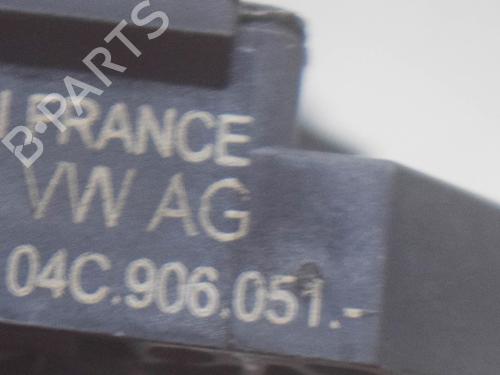 B-PARTS
N FRANCE
VW AG
04C.906.051.-